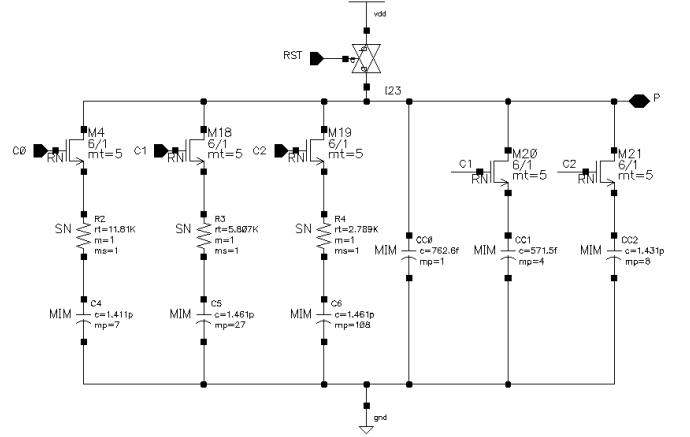 vdd
RST
I23
P
C0
RN
M4
6/1
mt=5
C1
RN
M18
6/1
mt=5
C2
RN
M19
6/1
mt=5
C1
RN
M20
6/1
mt=5
C2
RN
M21
6/1
mt=5
SN
R2
rt=11.81K
m=1
ms=1
SN
R3
rt=5.807K
m=1
ms=1
SN
R4
rt=2.789K
m=1
ms=1
MIM
CC0
c=762.6f
mp=1
MIM
CC1
c=571.5f
mp=4
MIM
CC2
c=1.431p
mp=8
MIM
C4
c=1.411p
mp=7
MIM
C5
c=1.461p
mp=27
MIM
C6
c=1.461p
mp=108
gnd